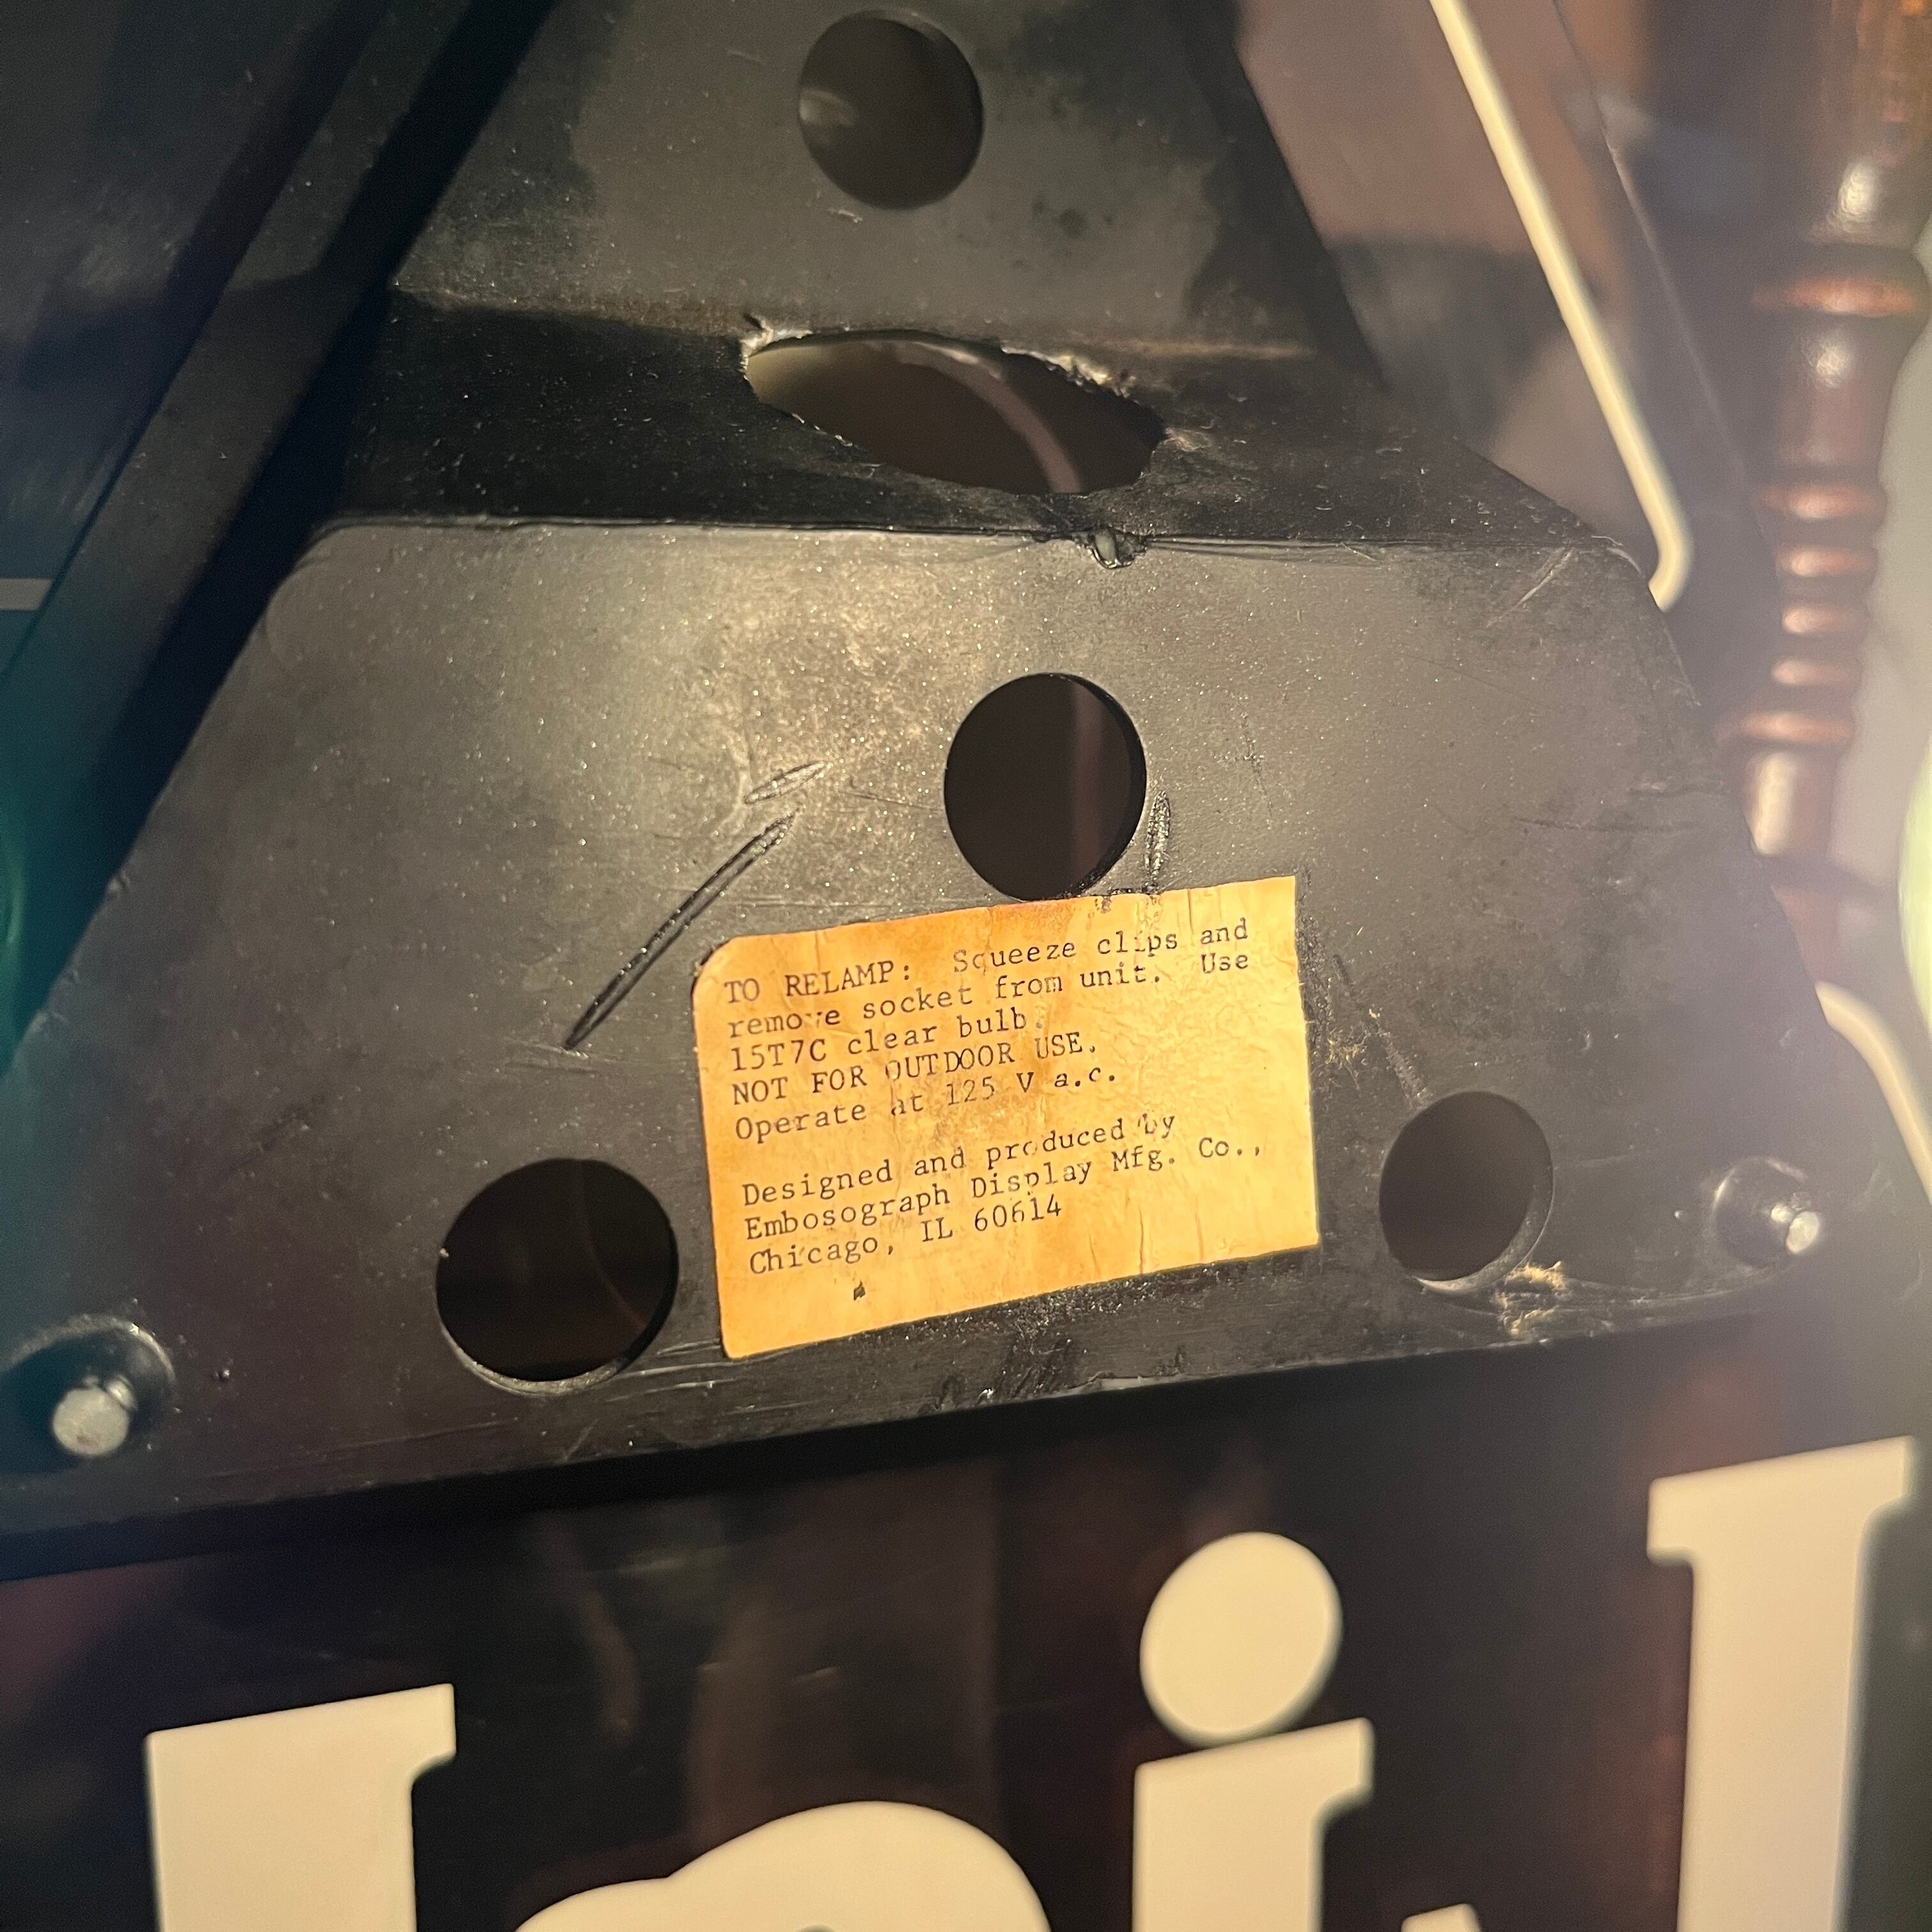 TO RELAMP: Squeeze clips and
remove socket from unit. Use
15T7C clear bulb.
NOT FOR OUTDOOR USE.
Operate at 125 V a.c.
Designed and produced by
Embosograph Display Mfg. Co.,
Chicago, IL 60614